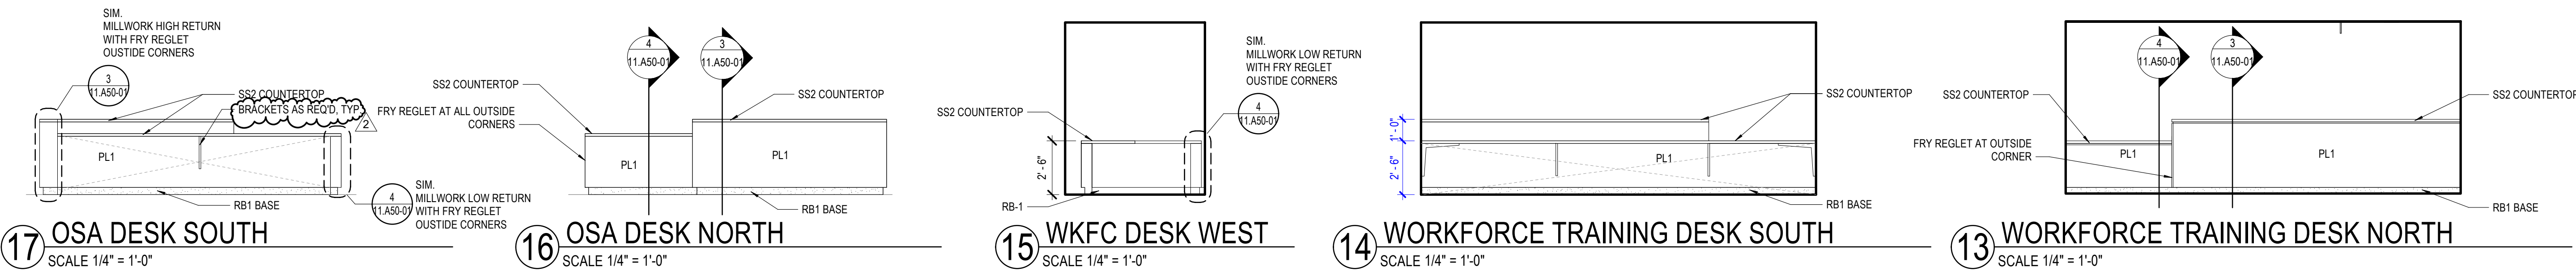 SIM.
MILLWORK HIGH RETURN
WITH FRY REGLET
OUSTIDE CORNERS
3
11.A50-01
SS2 COUNTERTOP
BRACKETS AS REQ'D, TYP.
2
PL1
SIM.
MILLWORK LOW RETURN
WITH FRY REGLET
OUSTIDE CORNERS
4
11.A50-01
RB1 BASE
17
OSA DESK SOUTH
SCALE 1/4" = 1'-0"
4
11.A50-01
3
11.A50-01
SS2 COUNTERTOP
SS2 COUNTERTOP
FRY REGLET AT ALL OUTSIDE
CORNERS
PL1
PL1
RB1 BASE
16
OSA DESK NORTH
SCALE 1/4" = 1'-0"
SIM.
MILLWORK LOW RETURN
WITH FRY REGLET
OUSTIDE CORNERS
4
11.A50-01
SS2 COUNTERTOP
2' - 6"
RB-1
15
WKFC DESK WEST
SCALE 1/4" = 1'-0"
SS2 COUNTERTOP
1' - 0"
2' - 6"
PL1
RB1 BASE
14
WORKFORCE TRAINING DESK SOUTH
SCALE 1/4" = 1'-0"
4
11.A50-01
3
11.A50-01
SS2 COUNTERTOP
SS2 COUNTERTOP
FRY REGLET AT OUTSIDE
CORNER
PL1
PL1
RB1 BASE
13
WORKFORCE TRAINING DESK NORTH
SCALE 1/4" = 1'-0"